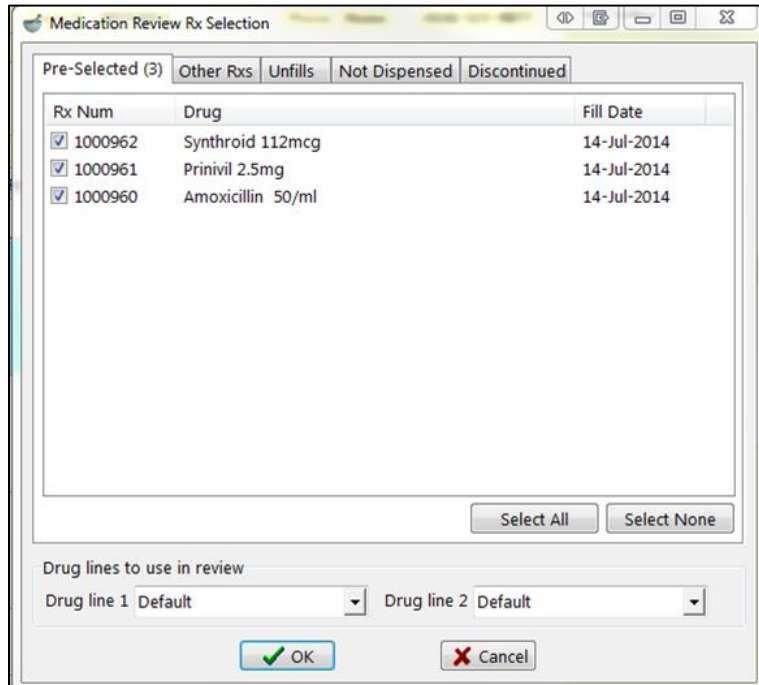 Medication Review Rx Selection
Pre-Selected (3) Other Rxs Unfills Not Dispensed Discontinued
Rx Num Drug Fill Date
1000962 Synthroid 112mcg 14-Jul-2014
1000961 Prinivil 2.5mg 14-Jul-2014
1000960 Amoxicillin 50/ml 14-Jul-2014
Select All Select None
Drug lines to use in review
Drug line 1 Default Drug line 2 Default
OK Cancel